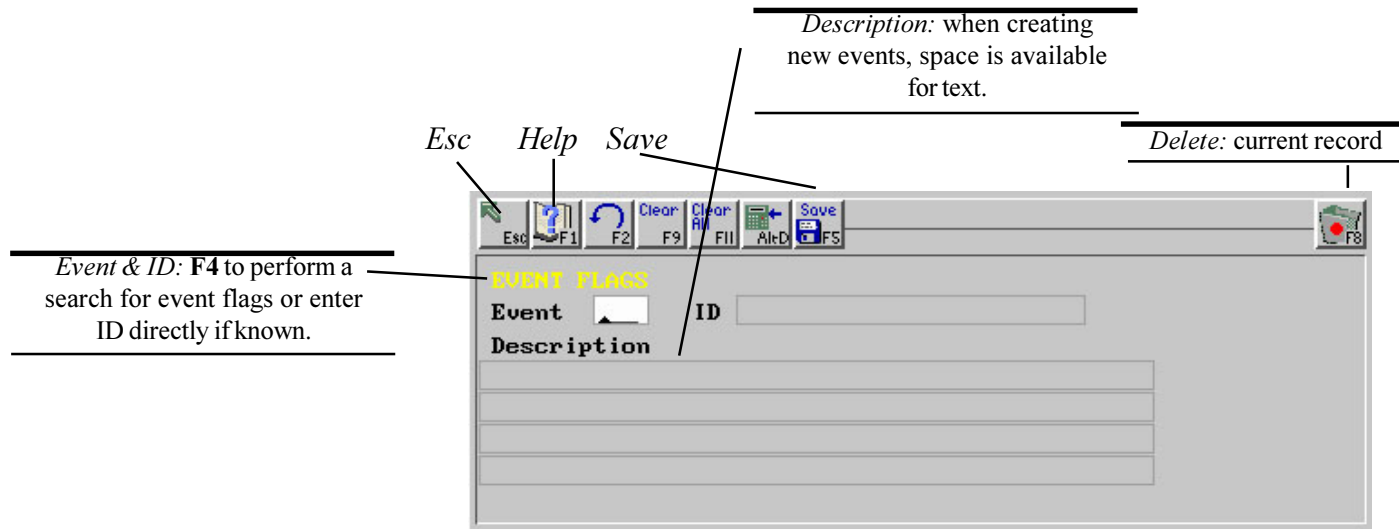 Description: when creating
new events, space is available
for text.
Esc Help Save
Delete: current record
Esc F1 F2 Clear F9 Clear All F11 AltD Save F5 F8
Event & ID: F4 to perform a
search for event flags or enter
ID directly if known.
EVENT FLAGS
Event ID
Description